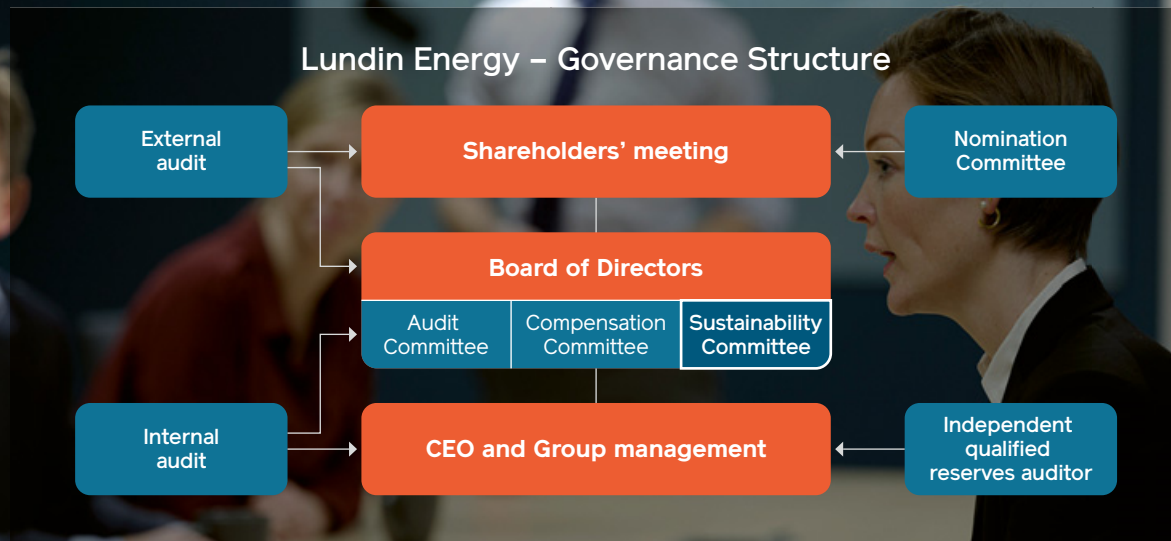 Lundin Energy – Governance Structure
External
audit
Shareholders’ meeting
Nomination
Committee
Board of Directors
Audit
Committee
Compensation
Committee
Sustainability
Committee
Internal
audit
CEO and Group management
Independent
qualified
reserves auditor